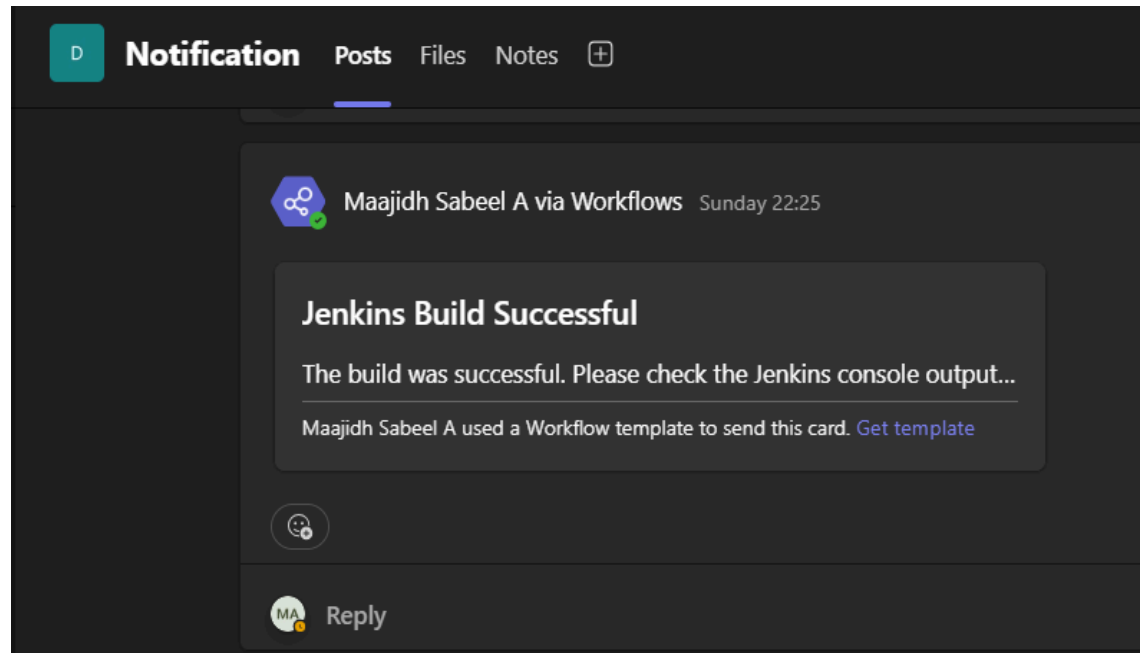 D
Notification Posts Files Notes
Maajidh Sabeel A via Workflows Sunday 22:25
Jenkins Build Successful
The build was successful. Please check the Jenkins console output...
Maajidh Sabeel A used a Workflow template to send this card. Get template
MA Reply